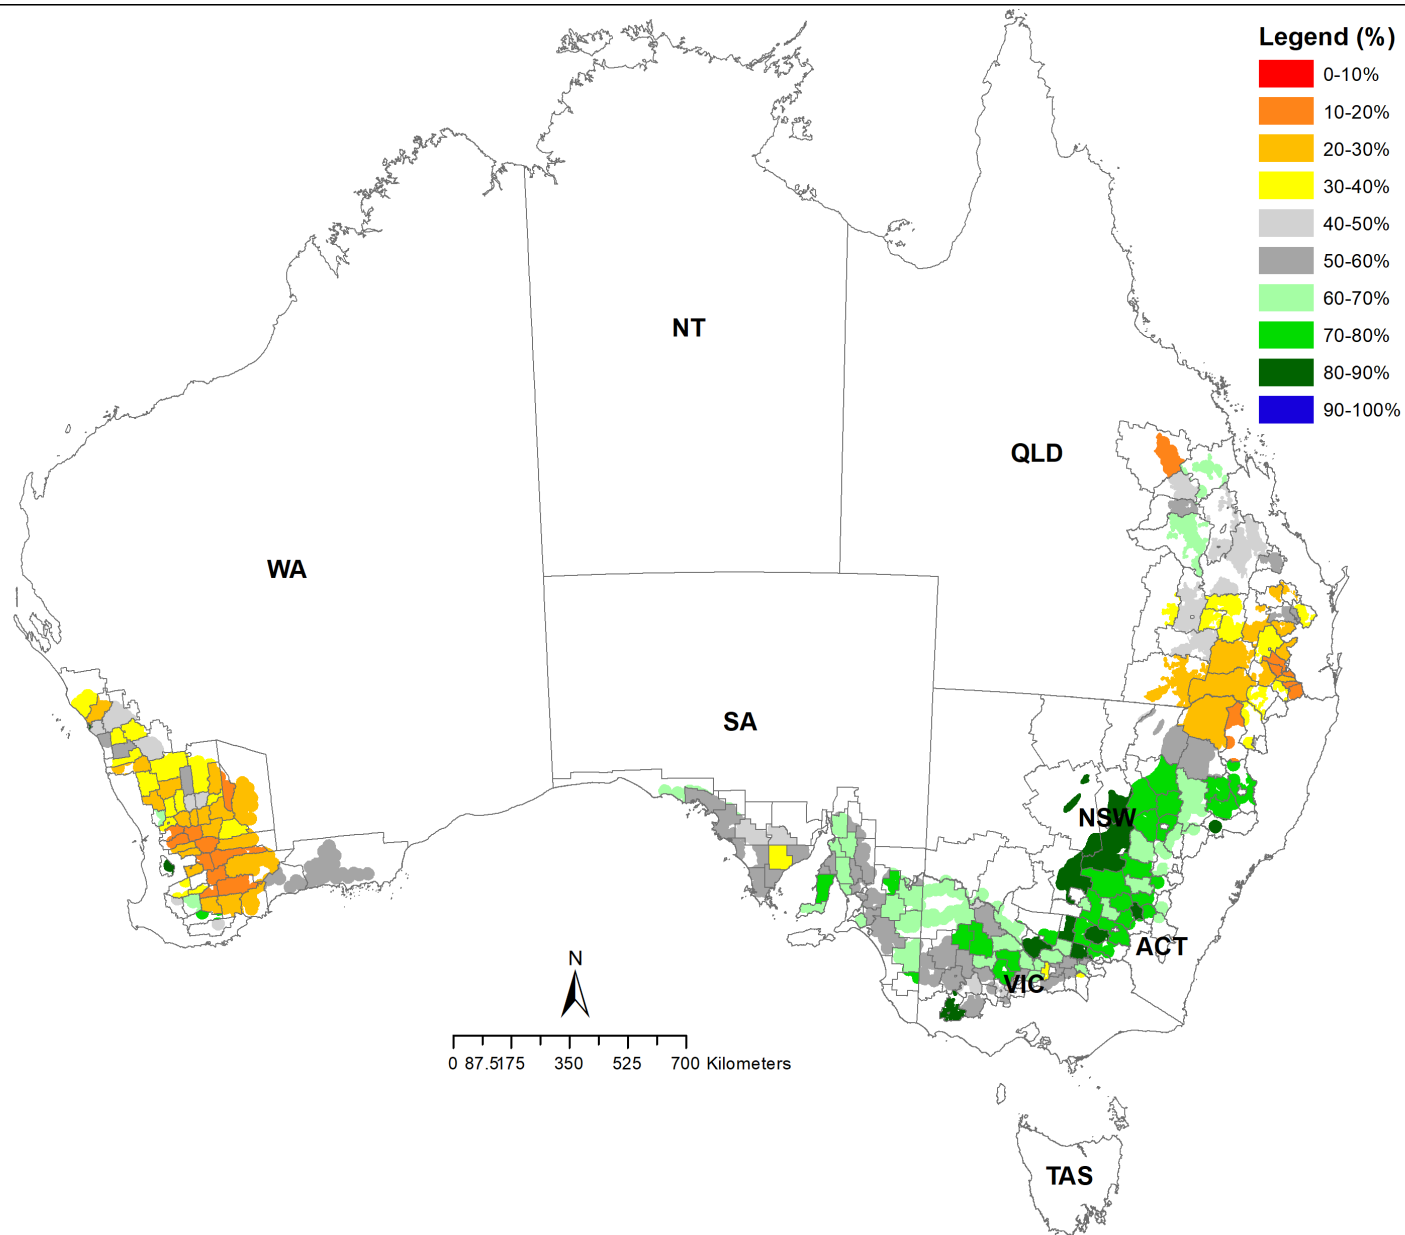 Legend (%)
0-10%
10-20%
20-30%
30-40%
40-50%
50-60%
60-70%
70-80%
80-90%
90-100%
NT
QLD
WA
SA
NSW
ACT
VIC
N
0 87.5175 350 525 700 Kilometers
TAS